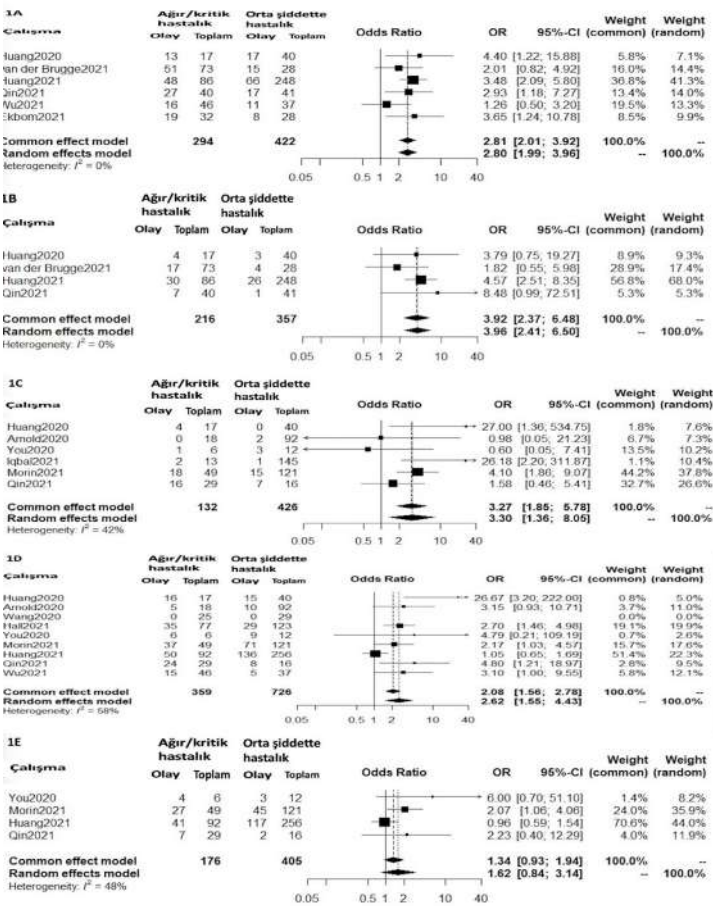 1A
Ağır/kritik hastalık Orta şiddette hastalık Weight Weight
Çalışma Olay Toplam Olay Toplam Odds Ratio OR 95%-CI (common) (random)
Huang2020 13 17 17 40 4.40 [1.22; 15.88] 5.8% 7.1%
van der Brugge2021 51 73 15 28 2.01 [0.82; 4.92] 16.0% 14.4%
Huang2021 48 86 66 248 3.48 [2.09; 5.80] 36.8% 41.3%
Qin2021 27 40 17 41 2.93 [1.18; 7.27] 13.4% 14.0%
Wu2021 16 46 11 37 1.26 [0.50; 3.20] 19.5% 13.3%
Ekbom2021 19 32 8 28 3.65 [1.24; 10.78] 8.5% 9.9%
Common effect model 294 422 2.81 [2.01; 3.92] 100.0% --
Random effects model 2.80 [1.99; 3.96] -- 100.0%
Heterogeneity: I² = 0%
0.05 0.5 1 2 10 40
1B
Ağır/kritik hastalık Orta şiddette hastalık Weight Weight
Çalışma Olay Toplam Olay Toplam Odds Ratio OR 95%-CI (common) (random)
Huang2020 4 17 3 40 3.79 [0.75; 19.27] 8.9% 9.3%
van der Brugge2021 17 73 4 28 1.82 [0.55; 5.98] 28.9% 17.4%
Huang2021 30 86 26 248 4.57 [2.51; 8.35] 56.8% 68.0%
Qin2021 7 40 1 41 8.48 [0.99; 72.51] 5.3% 5.3%
Common effect model 216 357 3.92 [2.37; 6.48] 100.0% --
Random effects model 3.96 [2.41; 6.50] -- 100.0%
Heterogeneity: I² = 0%
0.05 0.5 1 2 10 40
1C
Ağır/kritik hastalık Orta şiddette hastalık Weight Weight
Çalışma Olay Toplam Olay Toplam Odds Ratio OR 95%-CI (common) (random)
Huang2020 4 17 0 40 27.00 [1.36; 534.75] 1.8% 7.6%
Arnold2020 0 18 2 92 0.98 [0.05; 21.23] 6.7% 7.3%
You2020 1 6 3 12 0.60 [0.05; 7.41] 13.5% 10.2%
Iqbal2021 2 13 1 145 26.18 [2.20; 311.87] 1.1% 10.4%
Morin2021 18 49 15 121 4.10 [1.86; 9.07] 44.2% 37.8%
Qin2021 16 29 7 16 1.58 [0.46; 5.41] 32.7% 26.6%
Common effect model 132 426 3.27 [1.85; 5.78] 100.0% --
Random effects model 3.30 [1.36; 8.05] -- 100.0%
Heterogeneity: I² = 42%
0.05 0.5 1 2 10 40
1D
Ağır/kritik hastalık Orta şiddette hastalık Weight Weight
Çalışma Olay Toplam Olay Toplam Odds Ratio OR 95%-CI (common) (random)
Huang2020 16 17 15 40 26.67 [3.20; 222.00] 0.8% 5.0%
Arnold2020 5 18 10 92 3.15 [0.93; 10.71] 3.7% 11.0%
Wang2020 0 25 0 29 0.0% 0.0%
Hall2021 35 77 29 123 2.70 [1.46; 4.98] 19.1% 19.9%
You2020 6 6 9 12 4.79 [0.21; 109.19] 0.7% 2.6%
Morin2021 37 49 71 121 2.17 [1.03; 4.57] 15.7% 17.6%
Huang2021 50 92 136 256 1.05 [0.65; 1.69] 51.4% 22.3%
Qin2021 24 29 8 16 4.80 [1.21; 18.97] 2.8% 9.5%
Wu2021 15 46 5 37 3.10 [1.00; 9.55] 5.8% 12.1%
Common effect model 359 726 2.08 [1.56; 2.78] 100.0% --
Random effects model 2.62 [1.55; 4.43] -- 100.0%
Heterogeneity: I² = 58%
0.05 0.5 1 2 10 40
1E
Ağır/kritik hastalık Orta şiddette hastalık Weight Weight
Çalışma Olay Toplam Olay Toplam Odds Ratio OR 95%-CI (common) (random)
You2020 4 6 3 12 6.00 [0.70; 51.10] 1.4% 8.2%
Morin2021 27 49 45 121 2.07 [1.06; 4.06] 24.0% 35.9%
Huang2021 41 92 117 256 0.96 [0.59; 1.54] 70.6% 44.0%
Qin2021 7 29 2 16 2.23 [0.40; 12.29] 4.0% 11.9%
Common effect model 176 405 1.34 [0.93; 1.94] 100.0% --
Random effects model 1.62 [0.84; 3.14] -- 100.0%
Heterogeneity: I² = 48%
0.05 0.5 1 2 10 40